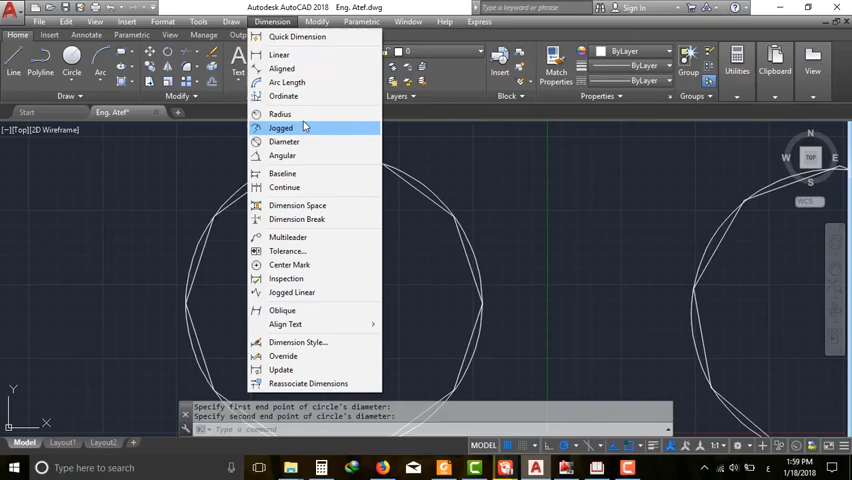 Autodesk AutoCAD 2018   Eng. Atef.dwg
Type a keyword or phrase
Sign In
File Edit View Insert Format Tools Draw Dimension Modify Parametric Window Help Express
Home Insert Annotate Parametric View
Line Polyline Circle Arc
Text
0
Insert
Match Properties
ByLayer
ByLayer
ByLayer
Group
Utilities
Clipboard
View
Draw Modify Layers Block Properties Groups
Start Eng. Atef*
[-][Top][2D Wireframe]
Quick Dimension
Linear
Aligned
Arc Length
Ordinate
Radius
Jogged
Diameter
Angular
Baseline
Continue
Dimension Space
Dimension Break
Multileader
Tolerance...
Center Mark
Inspection
Jogged Linear
Oblique
Align Text
Dimension Style...
Override
Update
Reassociate Dimensions
N
W TOP E
S
WCS
Y
X
Specify first end point of circle's diameter:
Specify second end point of circle's diameter:
Type a command
Model Layout1 Layout2
MODEL
1:1
Type here to search
1:59 PM
1/18/2018